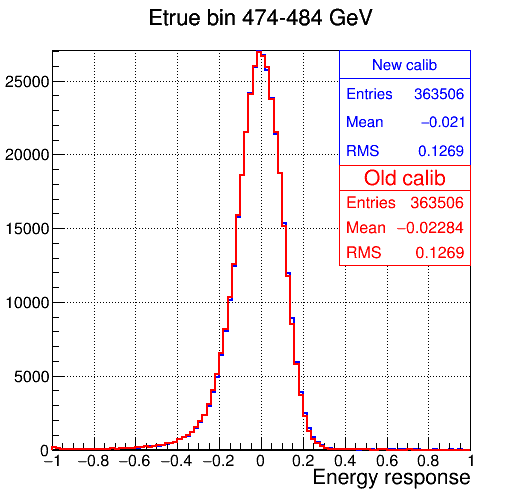 Etrue bin 474-484 GeV
New calib
Entries 363506
Mean −0.021
RMS 0.1269
Old calib
Entries 363506
Mean −0.02284
RMS 0.1269
25000
20000
15000
10000
5000
0
−1 −0.8 −0.6 −0.4 −0.2 0 0.2 0.4 0.6 0.8 1
Energy response